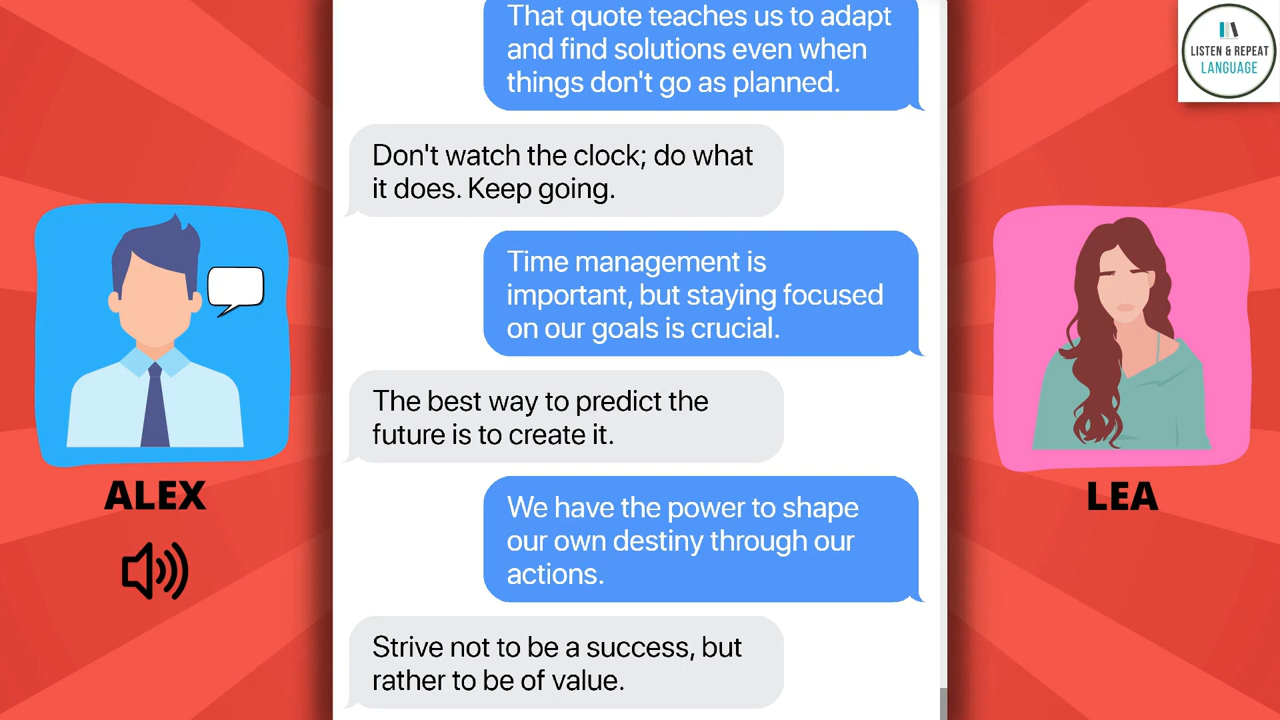 That quote teaches us to adapt
and find solutions even when
things don't go as planned.
LISTEN & REPEAT
LANGUAGE
Don't watch the clock; do what
it does. Keep going.
Time management is
important, but staying focused
on our goals is crucial.
The best way to predict the
future is to create it.
ALEX
LEA
We have the power to shape
our own destiny through our
actions.
Strive not to be a success, but
rather to be of value.